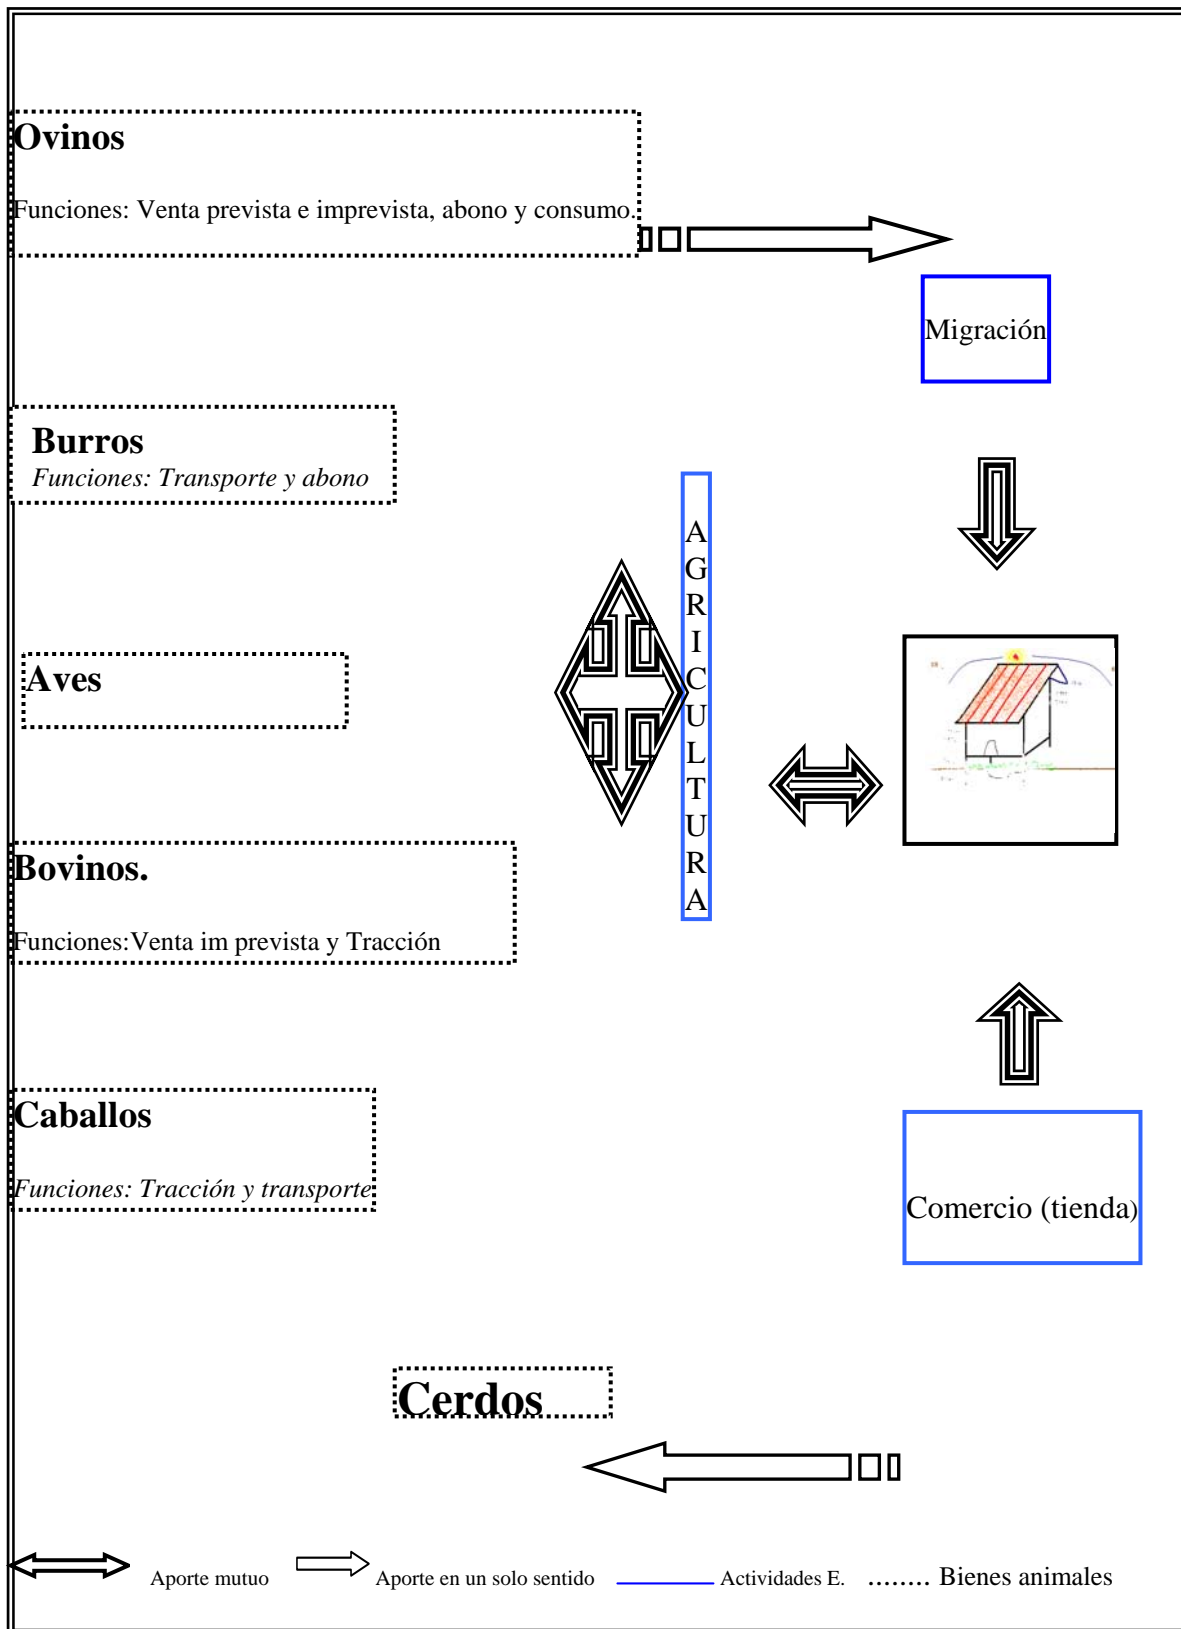 Ovinos
Funciones: Venta prevista e imprevista, abono y consumo.
Migración
Burros
Funciones: Transporte y abono
AGRICULTURA
Aves
Bovinos.
Funciones:Venta im prevista y Tracción
Caballos
Funciones: Tracción y transporte
Comercio (tienda)
Cerdos
Aporte mutuo Aporte en un solo sentido Actividades E. ........ Bienes animales